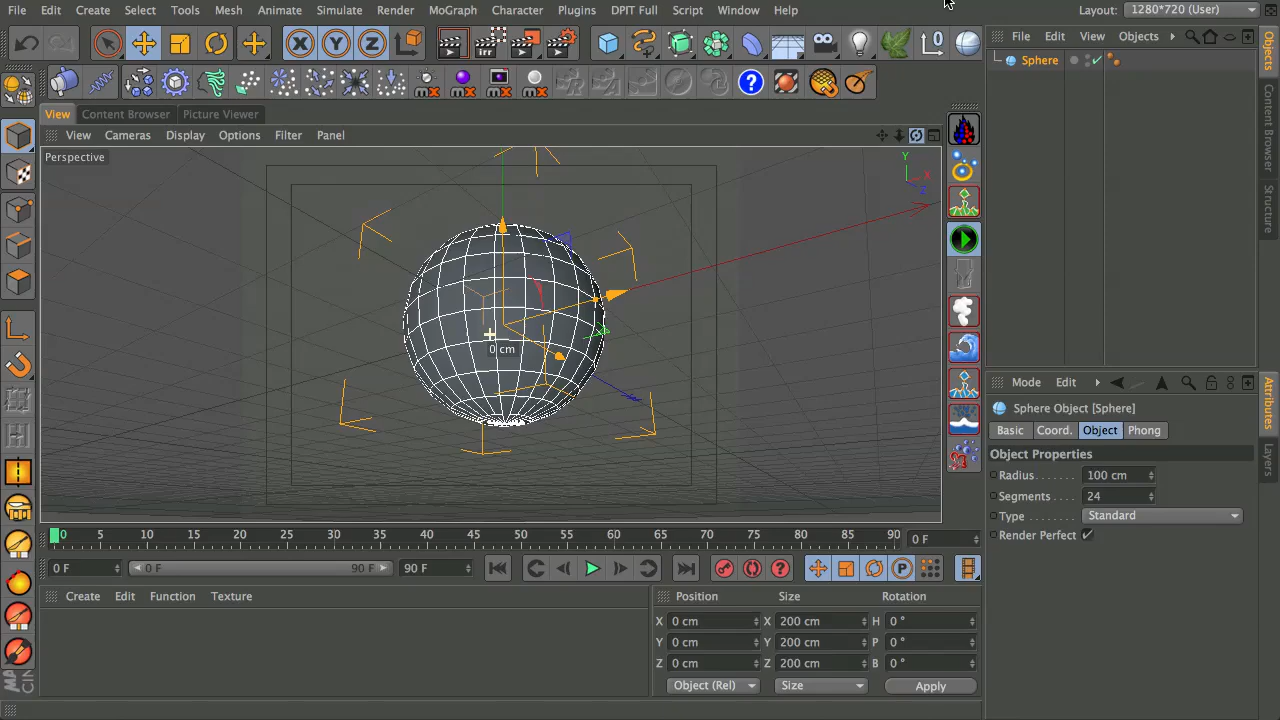 File Edit Create Select Tools Mesh Animate Simulate Render MoGraph Character Plugins DPIT Full Script Window Help Layout: 1280*720 (User)
File Edit View Objects
Sphere
View Content Browser Picture Viewer
View Cameras Display Options Filter Panel
Perspective
Y
X
Z
0 cm
Objects
Content Browser
Structure
Mode Edit
Sphere Object [Sphere]
Basic Coord. Object Phong
Object Properties
Radius 100 cm
Segments 24
Type Standard
Render Perfect
Attributes
Layers
0 5 10 15 20 25 30 35 40 45 50 55 60 65 70 75 80 85 90 0 F
0 F 0 F 90 F 90 F
Create Edit Function Texture
Position Size Rotation
X 0 cm X 200 cm H 0 °
Y 0 cm Y 200 cm P 0 °
Z 0 cm Z 200 cm B 0 °
Object (Rel) Size Apply